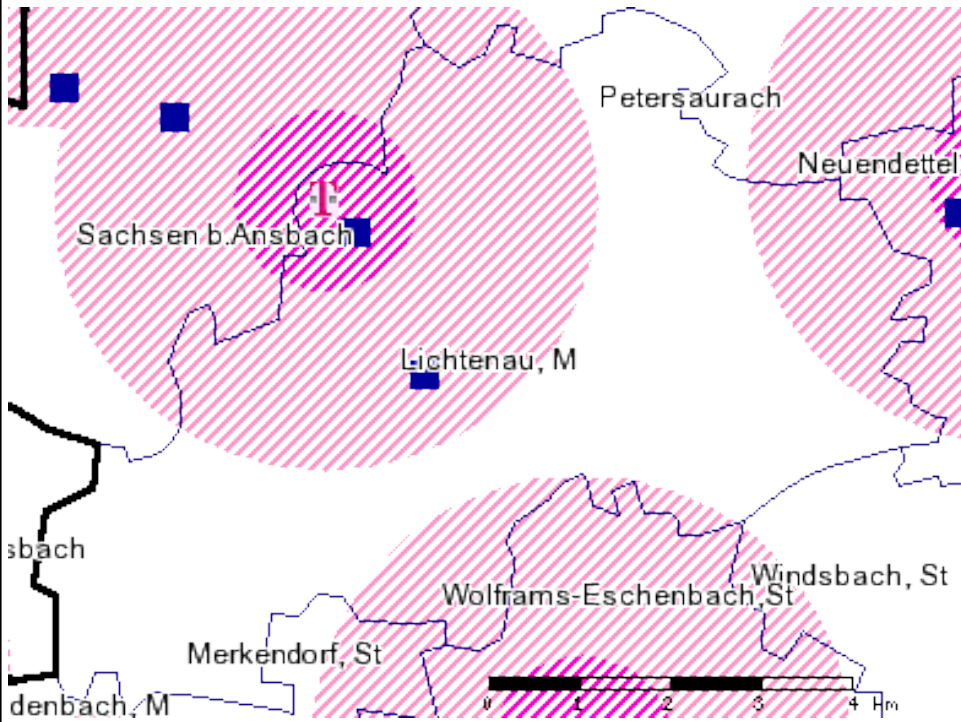 Petersaurach
Neuendettel
T
Sachsen b.Ansbach
Lichtenau, M
sbach
Windsbach, St
Wolframs-Eschenbach,St
Merkendorf, St
denbach, M
0 1 2 3 4 Km